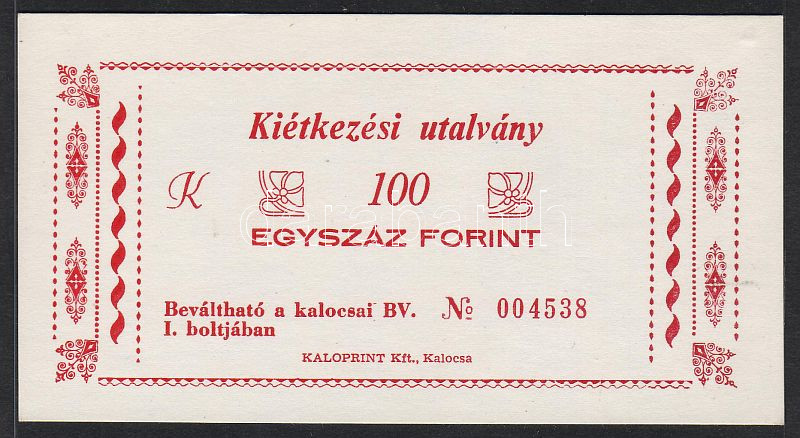 Kiétkezési utalvány
K 100
EGYSZÁZ FORINT
Beváltható a kalocsai BV. № 004538
I. boltjában
KALOPRINT Kft., Kalocsa